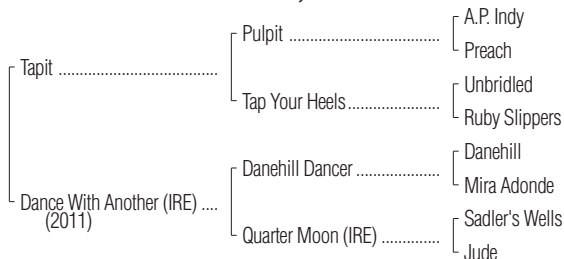 A.P. Indy
Pulpit ........................................
Preach
Tapit .....................................
Unbridled
Tap Your Heels........................
Ruby Slippers
Danehill
Danehill Dancer .....................
Mira Adonde
Dance With Another (IRE) ....
(2011)
Sadler's Wells
Quarter Moon (IRE) ..............
Jude